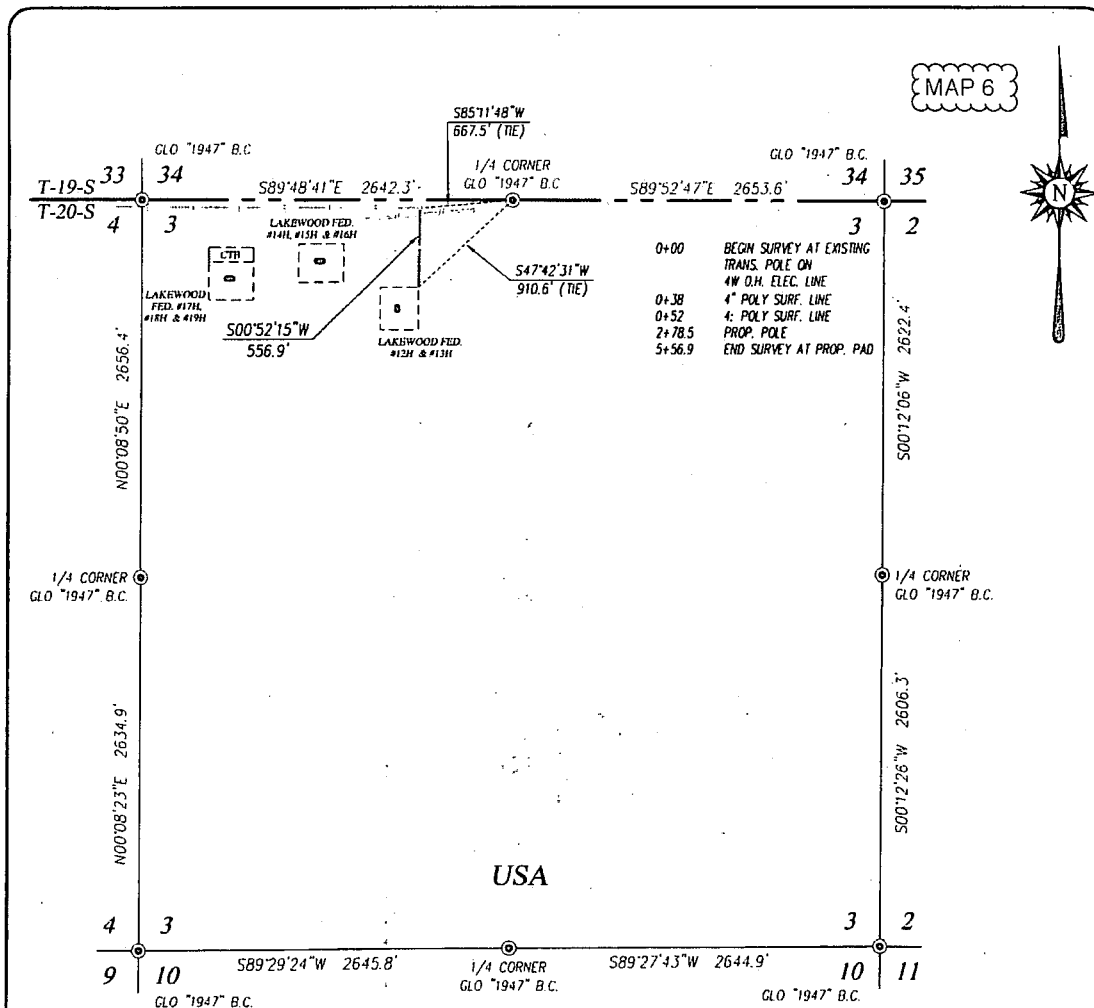 MAP 6
N
S85°11'48"W
667.5' (TIE)
GLO "1947" B.C.
1/4 CORNER
GLO "1947" B.C
GLO "1947" B.C.
33 34
34 35
T-19-S
T-20-S
S89°48'41"E 2642.3'
S89°52'47"E 2653.6'
4 3
3 2
LAKEWOOD FED.
#14H, #15H & #16H
CTB
LAKEWOOD
FED. #17H,
#18H & #19H
S47°42'31"W
910.6' (TIE)
S00°52'15"W
556.9'
LAKEWOOD FED.
#12H & #13H
0+00 BEGIN SURVEY AT EXISTING
TRANS. POLE ON
4W O.H. ELEC. LINE
0+38 4" POLY SURF. LINE
0+52 4: POLY SURF. LINE
2+78.5 PROP. POLE
5+56.9 END SURVEY AT PROP. PAD
N00°08'50"E 2656.4'
S00°12'06"W 2622.4'
1/4 CORNER
GLO "1947" B.C.
1/4 CORNER
GLO "1947" B.C.
N00°08'23"E 2634.9'
S00°12'26"W 2606.3'
USA
4 3
3 2
9 10
10 11
S89°29'24"W 2645.8'
1/4 CORNER
GLO "1947" B.C.
S89°27'43"W 2644.9'
GLO "1947" B.C.
GLO "1947" B.C.